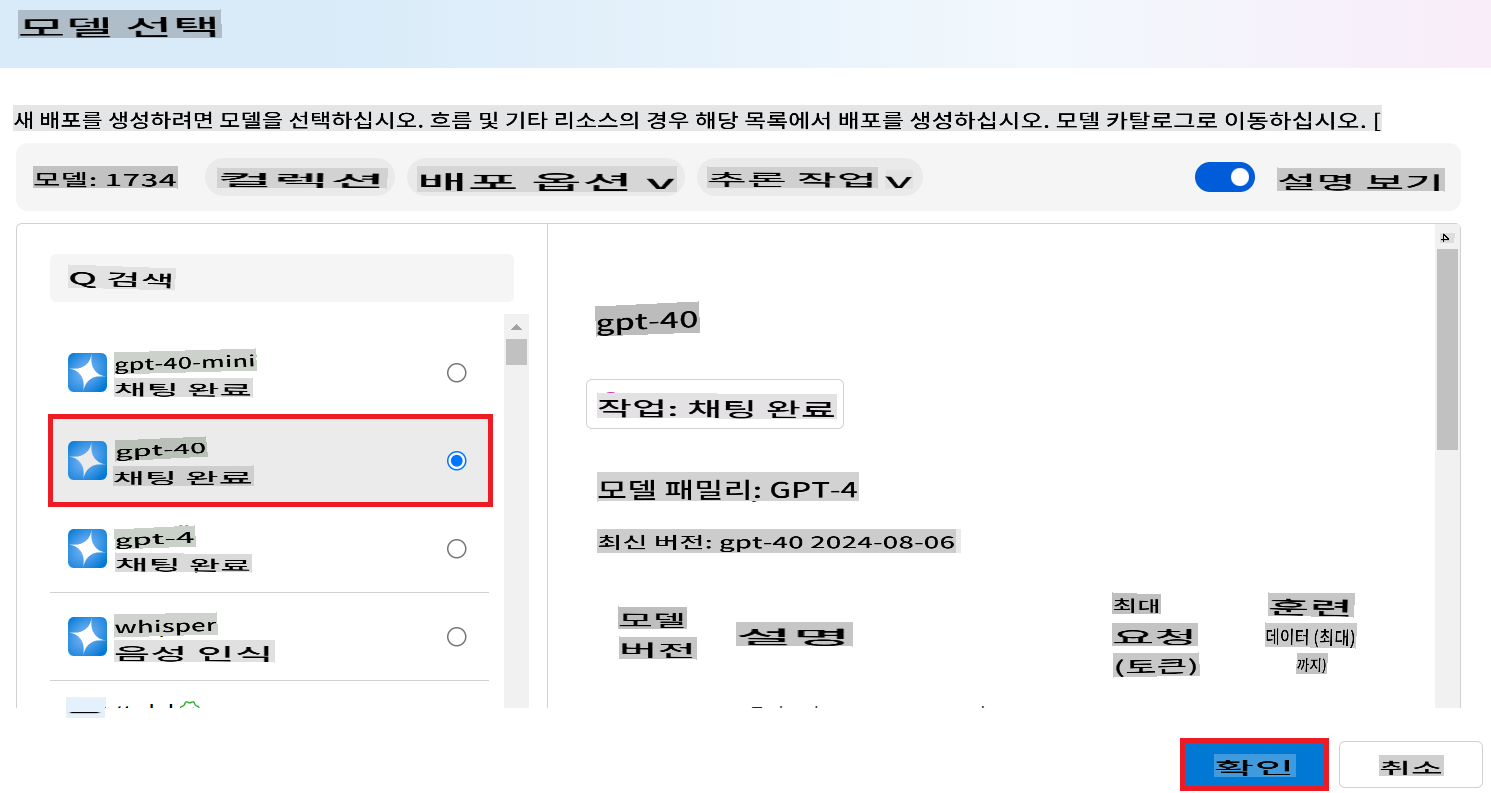 모델 선택
새 배포를 생성하려면 모델을 선택하십시오. 흐름 및 기타 리소스의 경우 해당 목록에서 배포를 생성하십시오. 모델 카탈로그로 이동하십시오. [
모델: 1734 컬렉션 배포 옵션 v 추론 작업 v 설명 보기
Q 검색
gpt-40-mini
채팅 완료
gpt-40
채팅 완료
gpt-4
채팅 완료
whisper
음성 인식
gpt-40
작업: 채팅 완료
모델 패밀리: GPT-4
최신 버전: gpt-40 2024-08-06
모델
버전
설명
최대
요청
(토큰)
훈련
데이터 (최대)
까지)
확인 취소